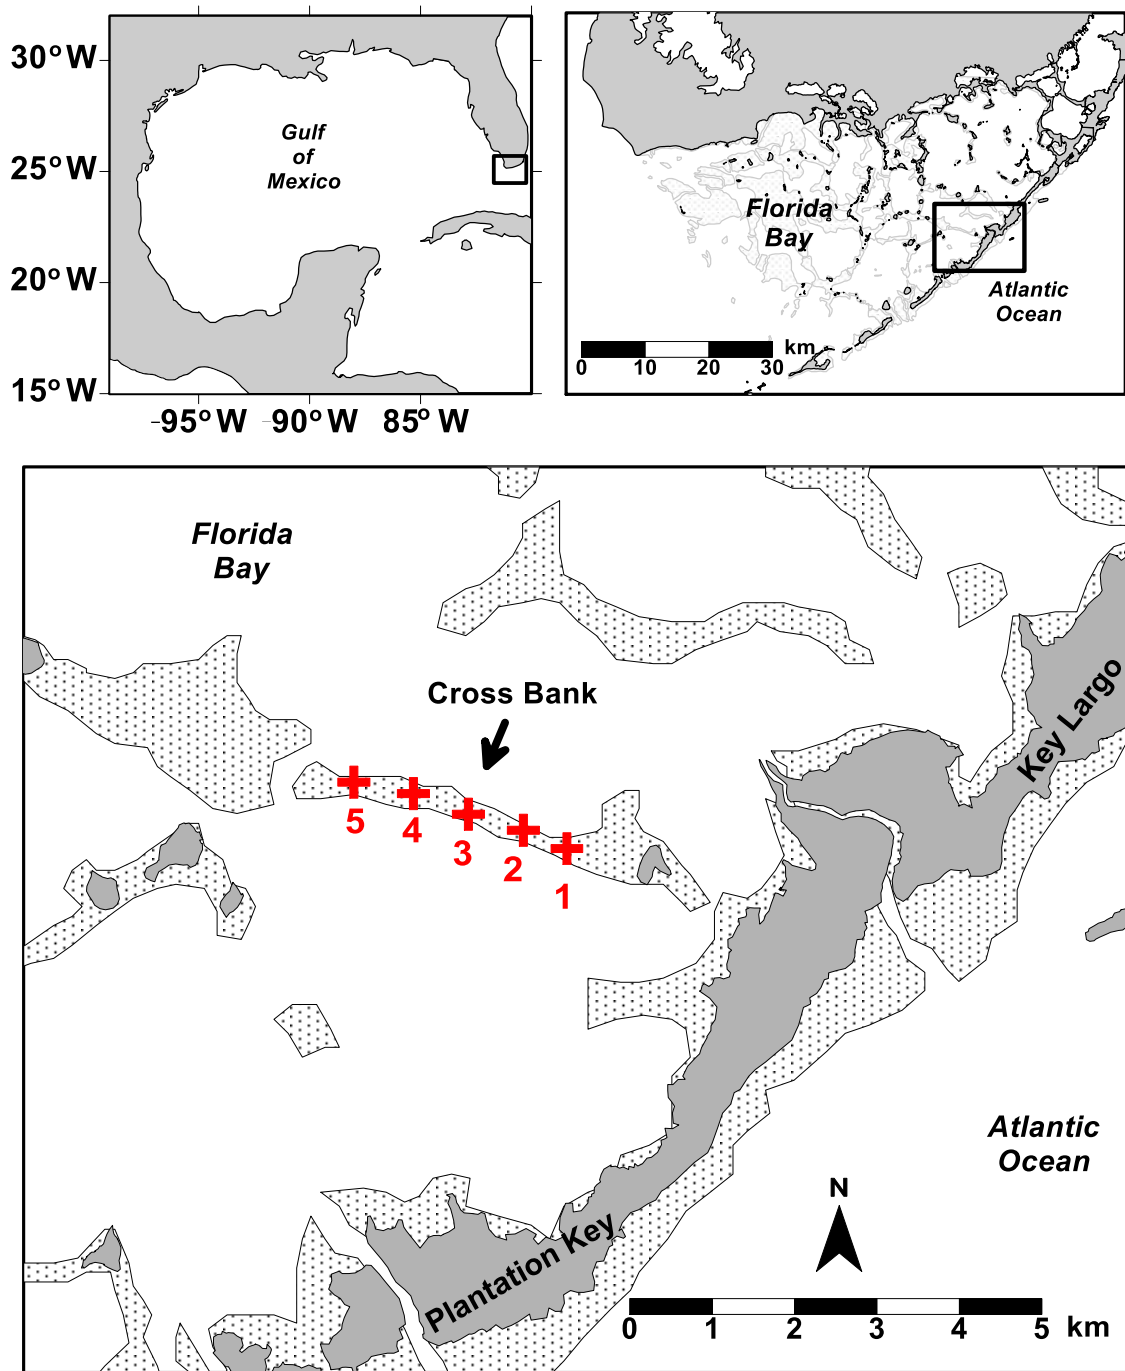 30°W
25°W
20°W
15°W
-95°W
-90°W
85°W
Gulf
of
Mexico
Florida
Bay
Atlantic
Ocean
km
0 10 20 30
Florida
Bay
Cross Bank
Key Largo
5
4
3
2
1
Atlantic
Ocean
N
Plantation Key
0 1 2 3 4 5 km